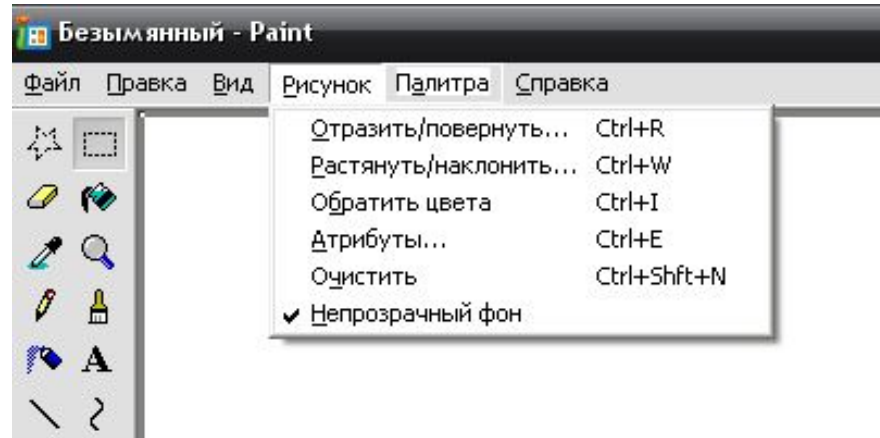 Безымянный - Paint
Файл Правка Вид Рисунок Палитра Справка
Отразить/повернуть... Ctrl+R
Растянуть/наклонить... Ctrl+W
Обратить цвета Ctrl+I
Атрибуты... Ctrl+E
Очистить Ctrl+Shft+N
Непрозрачный фон
A